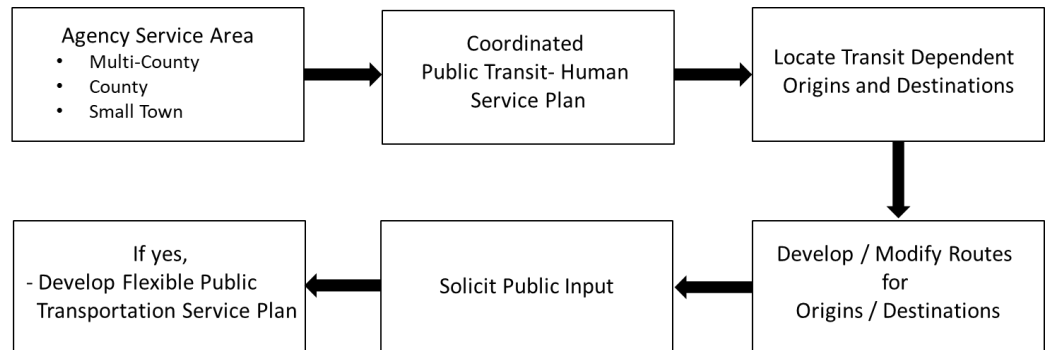 Agency Service Area
• Multi-County
• County
• Small Town
Coordinated
Public Transit- Human
Service Plan
Locate Transit Dependent
Origins and Destinations
Develop / Modify Routes
for
Origins / Destinations
Solicit Public Input
If yes,
- Develop Flexible Public
Transportation Service Plan